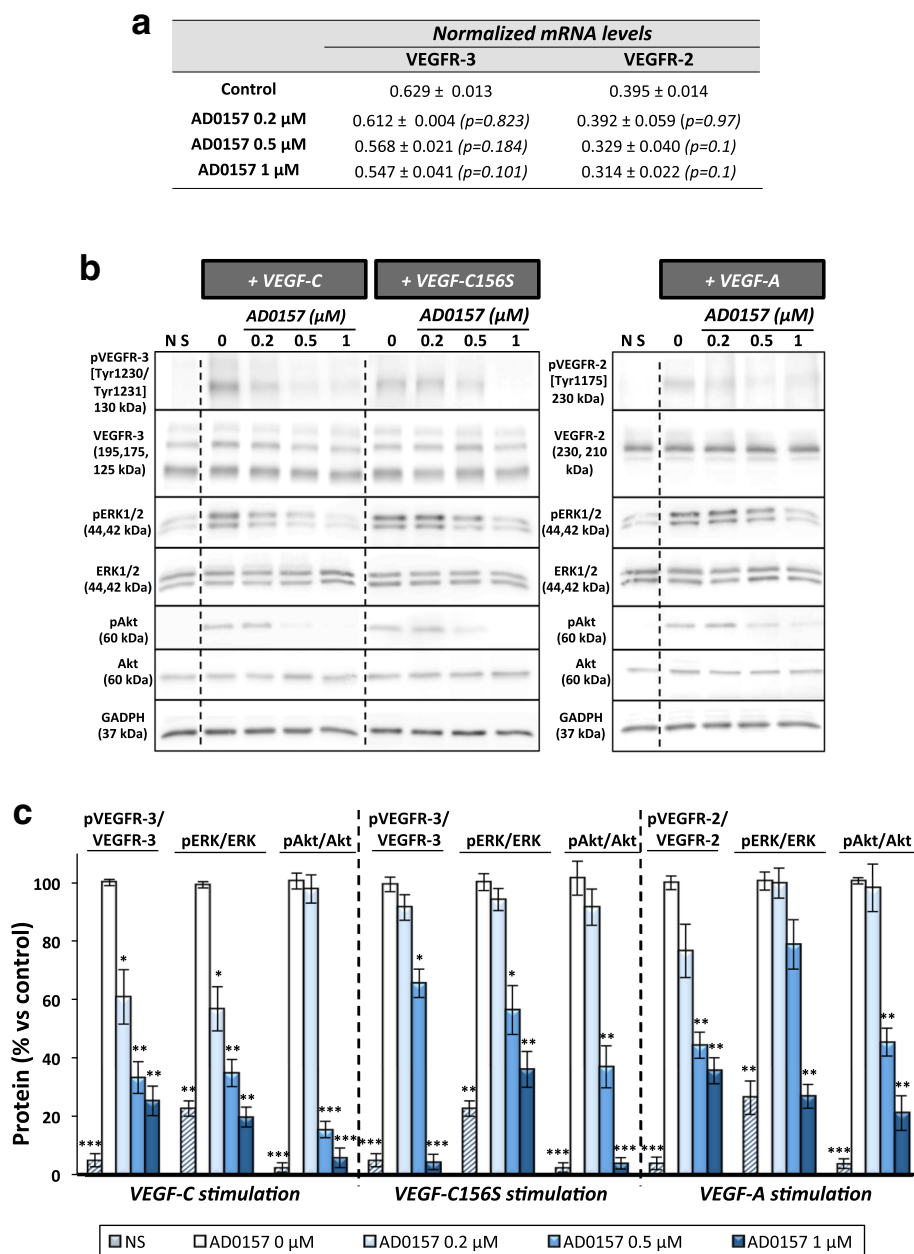 a
Normalized mRNA levels
VEGFR-3 VEGFR-2
Control 0.629 ± 0.013 0.395 ± 0.014
AD0157 0.2 µM 0.612 ± 0.004 (p=0.823) 0.392 ±0.059 (p=0.97)
AD0157 0.5 µM 0.568 ± 0.021 (p=0.184) 0.329 ± 0.040 (p=0.1)
AD0157 1 µM 0.547 ± 0.041 (p=0.101) 0.314 ± 0.022 (p=0.1)
b
+ VEGF-C + VEGF-C156S + VEGF-A
AD0157 (µM) AD0157 (µM) AD0157 (µM)
N S 0 0.2 0.5 1 0 0.2 0.5 1 N S 0 0.2 0.5 1
pVEGFR-3
[Tyr1230/
Tyr1231]
130 kDa)
VEGFR-3
(195,175,
125 kDa)
pERK1/2
(44,42 kDa)
ERK1/2
(44,42 kDa)
pAkt
(60 kDa)
Akt
(60 kDa)
GADPH
(37 kDa)
pVEGFR-2
[Tyr1175]
230 kDa)
VEGFR-2
(230, 210
kDa)
pERK1/2
(44,42 kDa)
ERK1/2
(44,42 kDa)
pAkt
(60 kDa)
Akt
(60 kDa)
GADPH
(37 kDa)
c
pVEGFR-3/
VEGFR-3 pERK/ERK pAkt/Akt
pVEGFR-3/
VEGFR-3 pERK/ERK pAkt/Akt
pVEGFR-2/
VEGFR-2 pERK/ERK pAkt/Akt
Protein (% vs control)
100
80
60
40
20
0
*** * ** ** ** * ** ** *** *** ***
*** * *** ** * ** *** ** ***
*** ** ** ** ** *** ** **
VEGF-C stimulation VEGF-C156S stimulation VEGF-A stimulation
NS AD0157 0 µM AD0157 0.2 µM AD0157 0.5 µM AD0157 1 µM